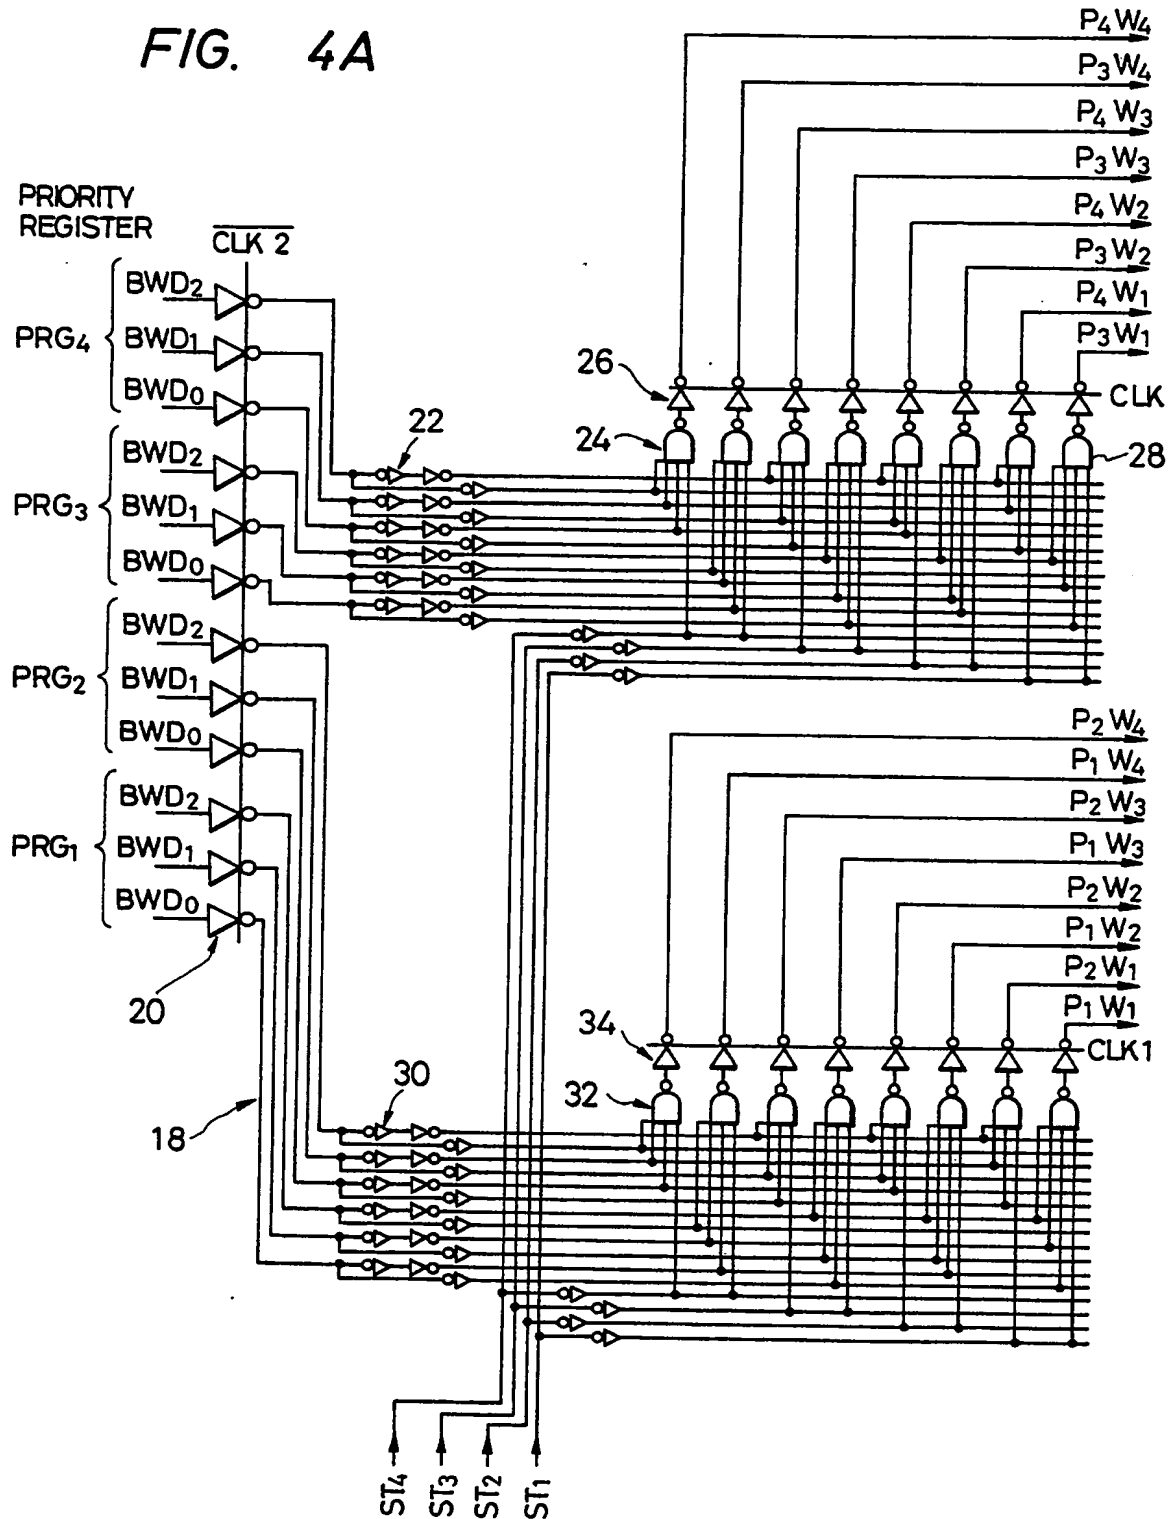 FIG. 4A
P4 W4
P3 W4
P4 W3
P3 W3
P4 W2
P3 W2
P4 W1
P3 W1
PRIORITY
REGISTER
CLK 2
BWD2
PRG4
BWD1
BWD0
BWD2
PRG3
BWD1
BWD0
BWD2
PRG2
BWD1
BWD0
BWD2
PRG1
BWD1
BWD0
20
18
26
CLK
22
24
28
P2 W4
P1 W4
P2 W3
P1 W3
P2 W2
P1 W2
P2 W1
P1 W1
34
CLK1
30
32
ST4
ST3
ST2
ST1